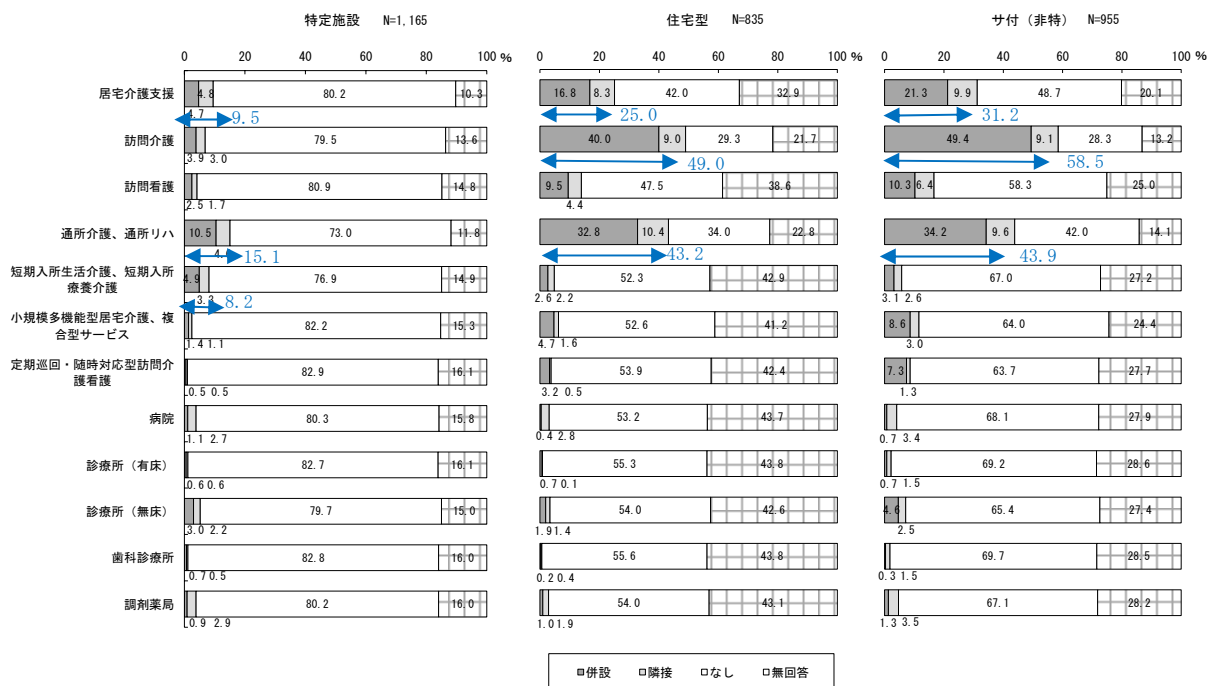 特定施設 N=1,165 住宅型 N=835 サ付(非特) N=955
0 20 40 60 80 100 % 0 20 40 60 80 100 % 0 20 40 60 80 100 %
居宅介護支援 4.8 80.2 10.3 16.8 8.3 42.0 32.9 21.3 9.9 48.7 20.1
4.7 9.5 25.0 31.2
訪問介護 79.5 13.6 40.0 9.0 29.3 21.7 49.4 9.1 28.3 13.2
3.9 3.0 49.0 58.5
訪問看護 80.9 14.8 9.5 47.5 38.6 10.3 6.4 58.3 25.0
2.5 1.7 4.4
通所介護、通所リハ 10.5 73.0 11.8 32.8 10.4 34.0 22.8 34.2 9.6 42.0 14.1
4. 15.1 43.2 43.9
短期入所生活介護、短期入所
療養介護 4.9 76.9 14.9 52.3 42.9 67.0 27.2
3.3 8.2 2.6 2.2 3.1 2.6
小規模多機能型居宅介護、複
合型サービス 82.2 15.3 52.6 41.2 8.6 64.0 24.4
1.4 1.1 4.7 1.6 3.0
定期巡回・随時対応型訪問介
護看護 82.9 16.1 53.9 42.4 7.3 63.7 27.7
0.5 0.5 3.2 0.5 1.3
病院 80.3 15.8 53.2 43.7 68.1 27.9
1.1 2.7 0.4 2.8 0.7 3.4
診療所(有床) 82.7 16.1 55.3 43.8 69.2 28.6
0.6 0.6 0.7 0.1 0.7 1.5
診療所(無床) 79.7 15.0 54.0 42.6 4.6 65.4 27.4
3.0 2.2 1.9 1.4 2.5
歯科診療所 82.8 16.0 55.6 43.8 69.7 28.5
0.7 0.5 0.2 0.4 0.3 1.5
調剤薬局 80.2 16.0 54.0 43.1 67.1 28.2
0.9 2.9 1.0 1.9 1.3 3.5
併設 隣接 なし 無回答